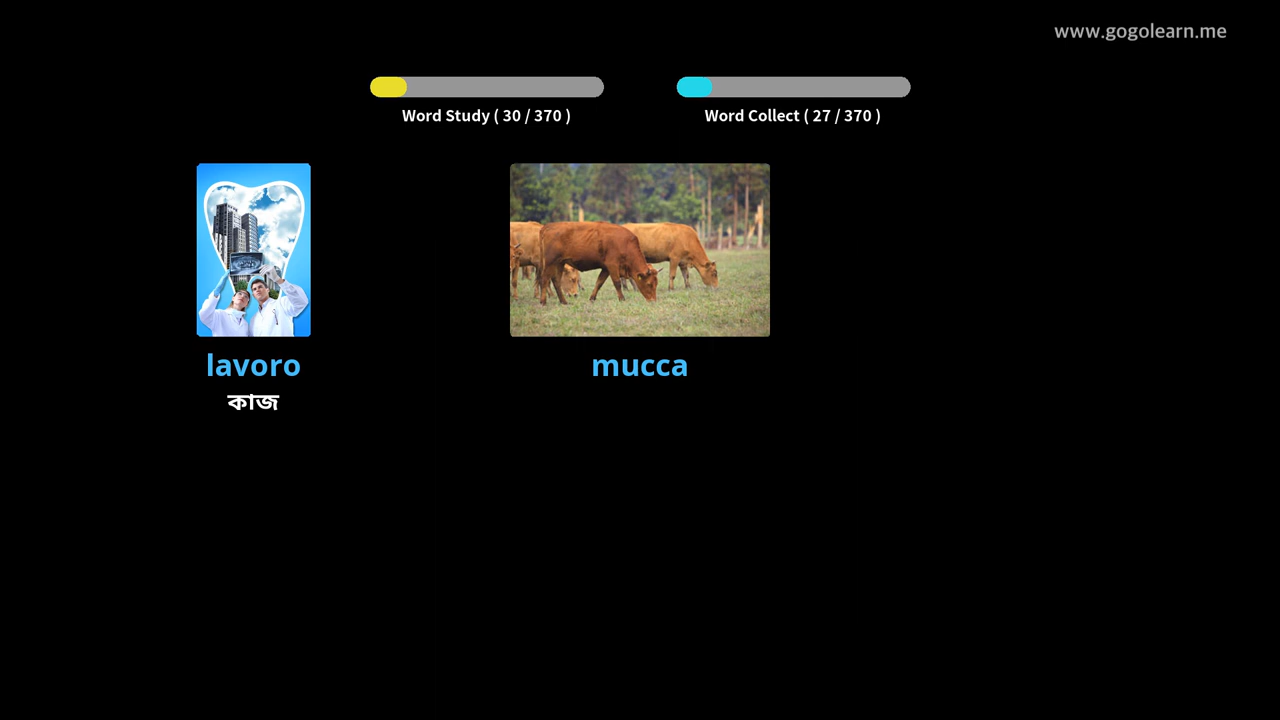 www.gogolearn.me
Word Study ( 30 / 370 )
Word Collect ( 27 / 370 )
lavoro
কাজ
mucca